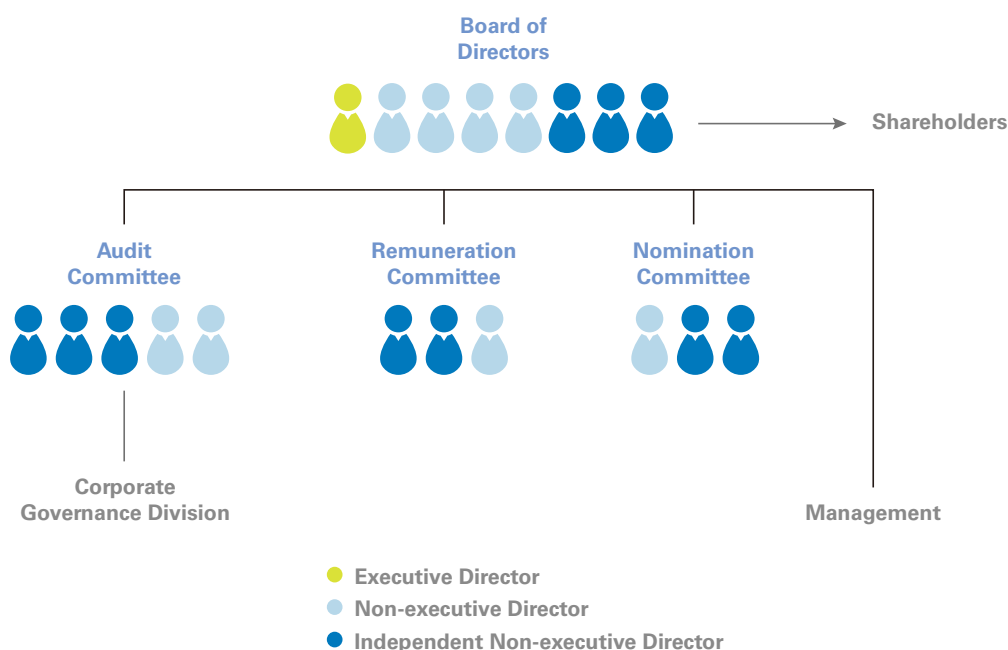 Board of
Directors
Shareholders
Audit
Committee
Remuneration
Committee
Nomination
Committee
Corporate
Governance Division
Management
Executive Director
Non-executive Director
Independent Non-executive Director